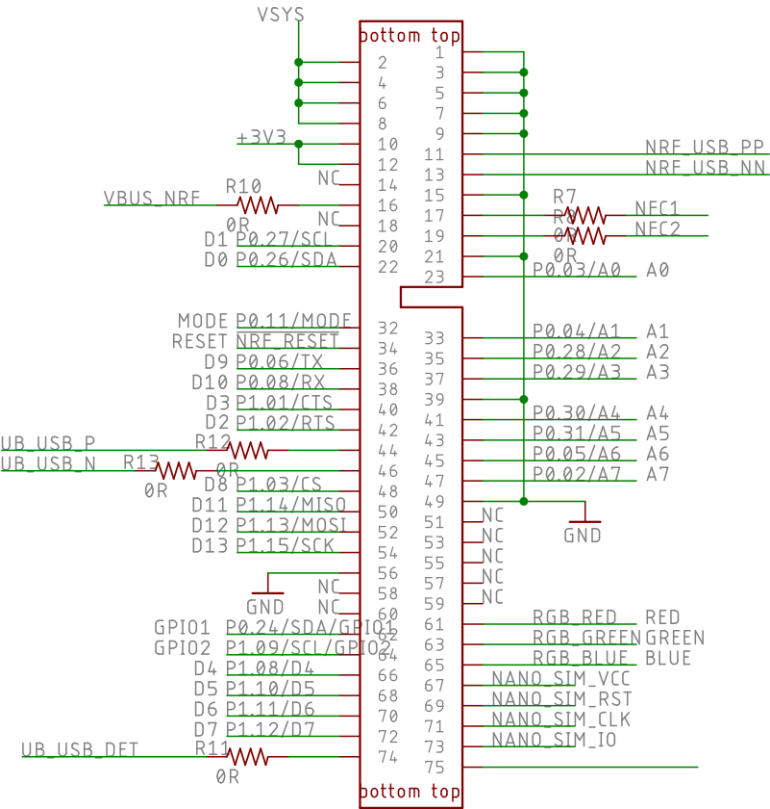 VSYS
bottom top
1
2
3
4
5
6
7
8
9
+3V3
10
11 NRF_USB_PP
12
13 NRF_USB_NN
NC 14
15
VBUS_NRF R10 0R 16
17 R7 0R NFC1
NC 18
19 R8 0R NFC2
D1 P0.27/SCL 20
21
D0 P0.26/SDA 22
23 P0.03/A0 A0
MODE P0.11/MODE 32
33 P0.04/A1 A1
RESET NRF_RESET 34
35 P0.28/A2 A2
D9 P0.06/TX 36
37 P0.29/A3 A3
D10 P0.08/RX 38
39
D3 P1.01/CTS 40
41 P0.30/A4 A4
D2 P1.02/RTS 42
43 P0.31/A5 A5
UB_USB_P R12 0R 44
45 P0.05/A6 A6
UB_USB_N R13 0R 46
47 P0.02/A7 A7
D8 P1.03/CS 48
49 GND
D11 P1.14/MISO 50
51 NC
D12 P1.13/MOSI 52
53 NC
D13 P1.15/SCK 54
55 NC
GND 56
57 NC
NC 58
59 NC
NC 60
61 RGB_RED RED
GPIO1 P0.24/SDA/GPIO1 62
63 RGB_GREEN GREEN
GPIO2 P1.09/SCL/GPIO2 64
65 RGB_BLUE BLUE
D4 P1.08/D4 66
67 NANO_SIM_VCC
D5 P1.10/D5 68
69 NANO_SIM_RST
D6 P1.11/D6 70
71 NANO_SIM_CLK
D7 P1.12/D7 72
73 NANO_SIM_IO
UB_USB_DET R11 0R 74
75
bottom top